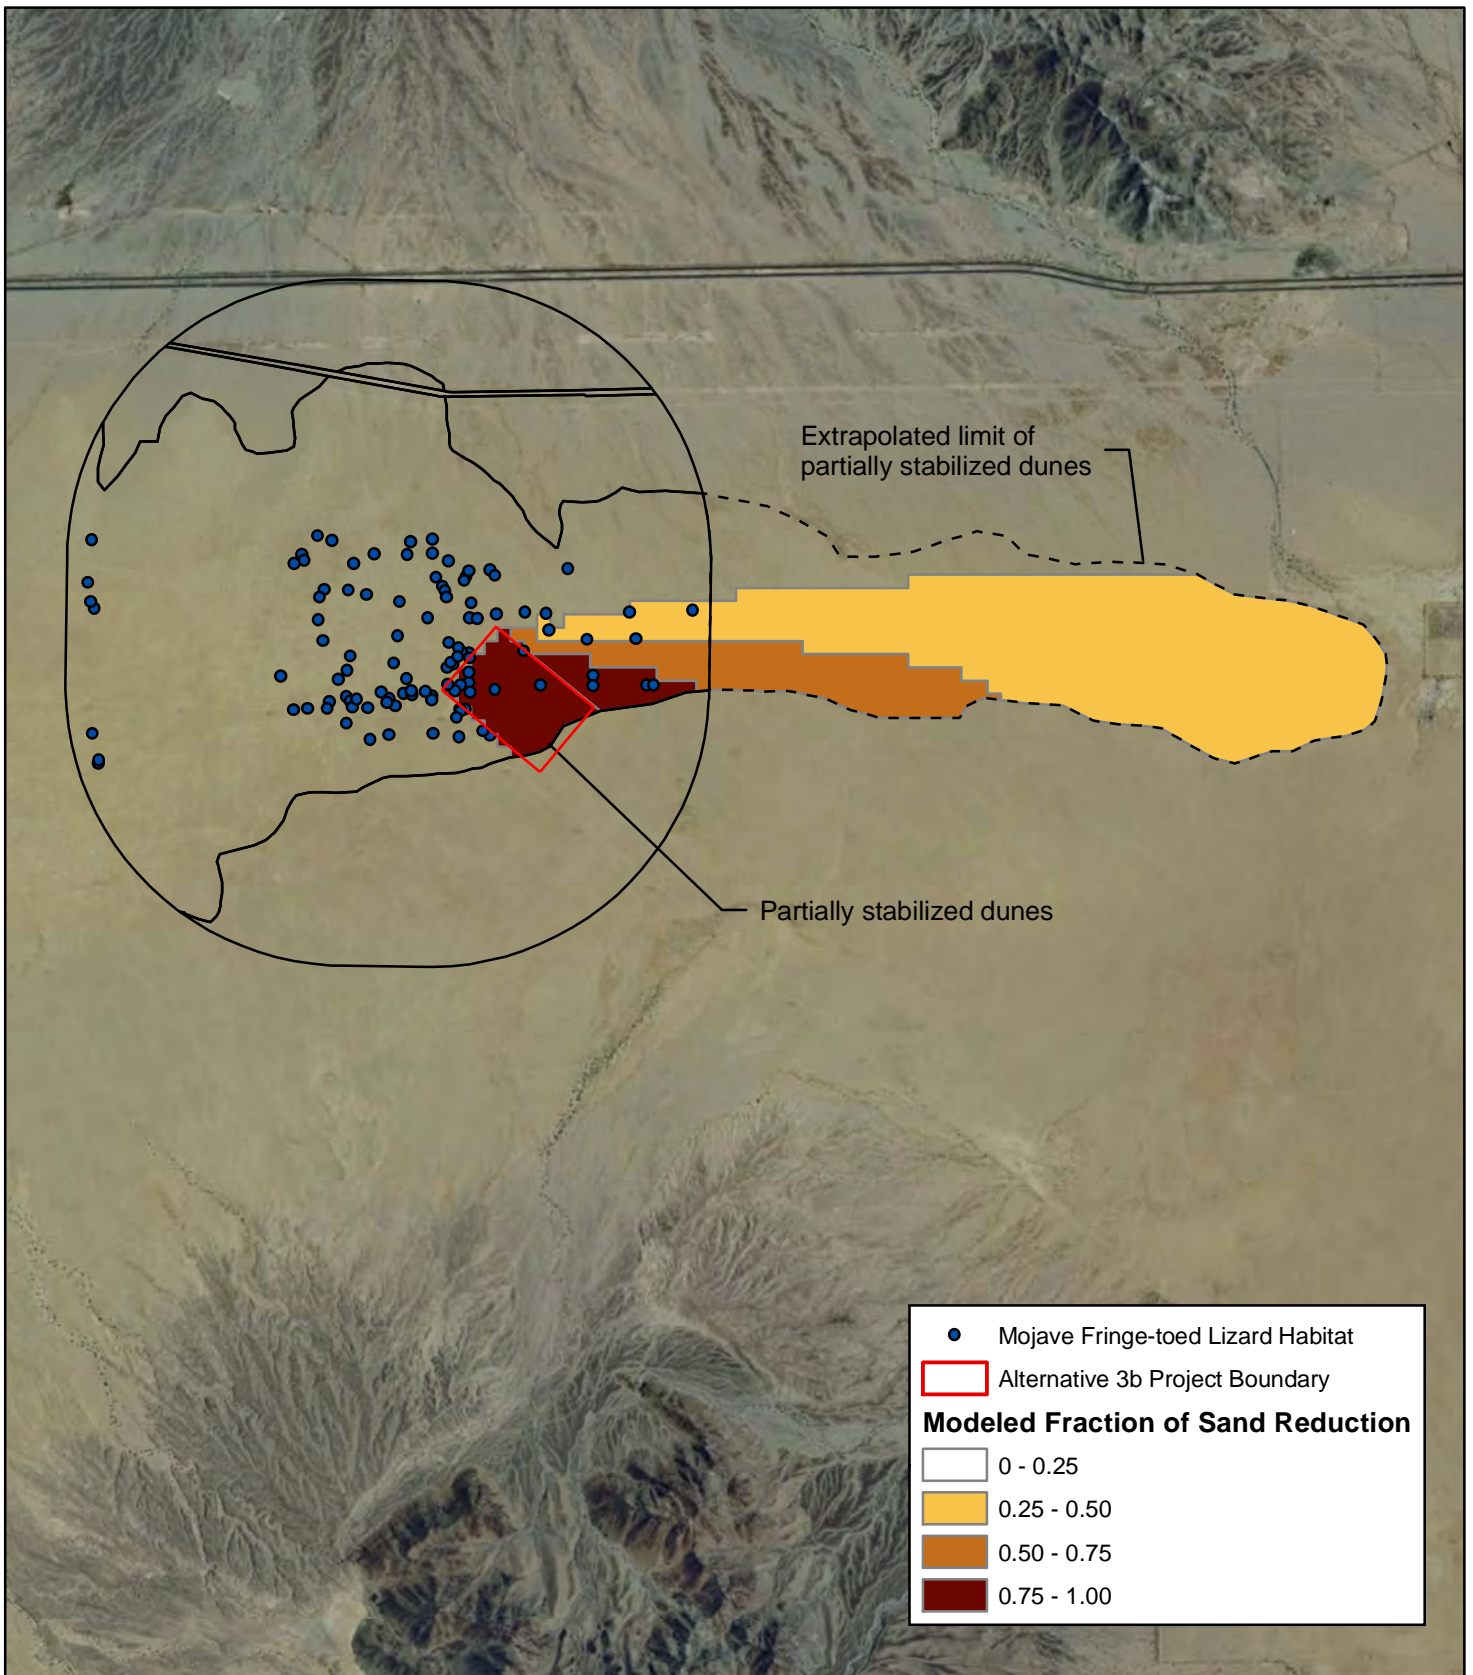 Extrapolated limit of
partially stabilized dunes
Partially stabilized dunes
Mojave Fringe-toed Lizard Habitat
Alternative 3b Project Boundary
Modeled Fraction of Sand Reduction
0 - 0.25
0.25 - 0.50
0.50 - 0.75
0.75 - 1.00